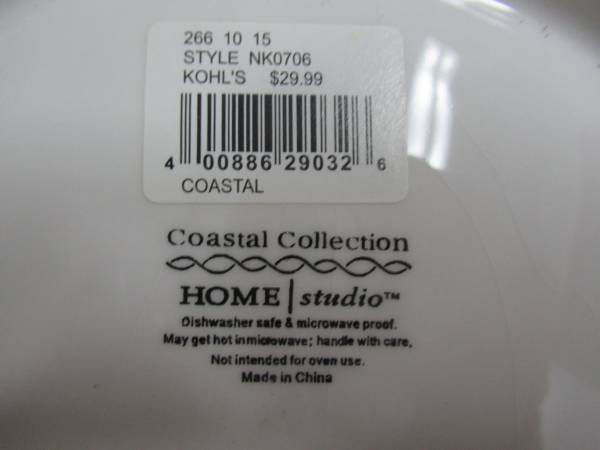 266 10 15
STYLE NK0706
KOHL'S $29.99
4 00886 29032 6
COASTAL
Coastal Collection
HOME | studio™
Dishwasher safe & microwave proof.
May get hot in microwave; handle with care.
Not intended for oven use.
Made in China